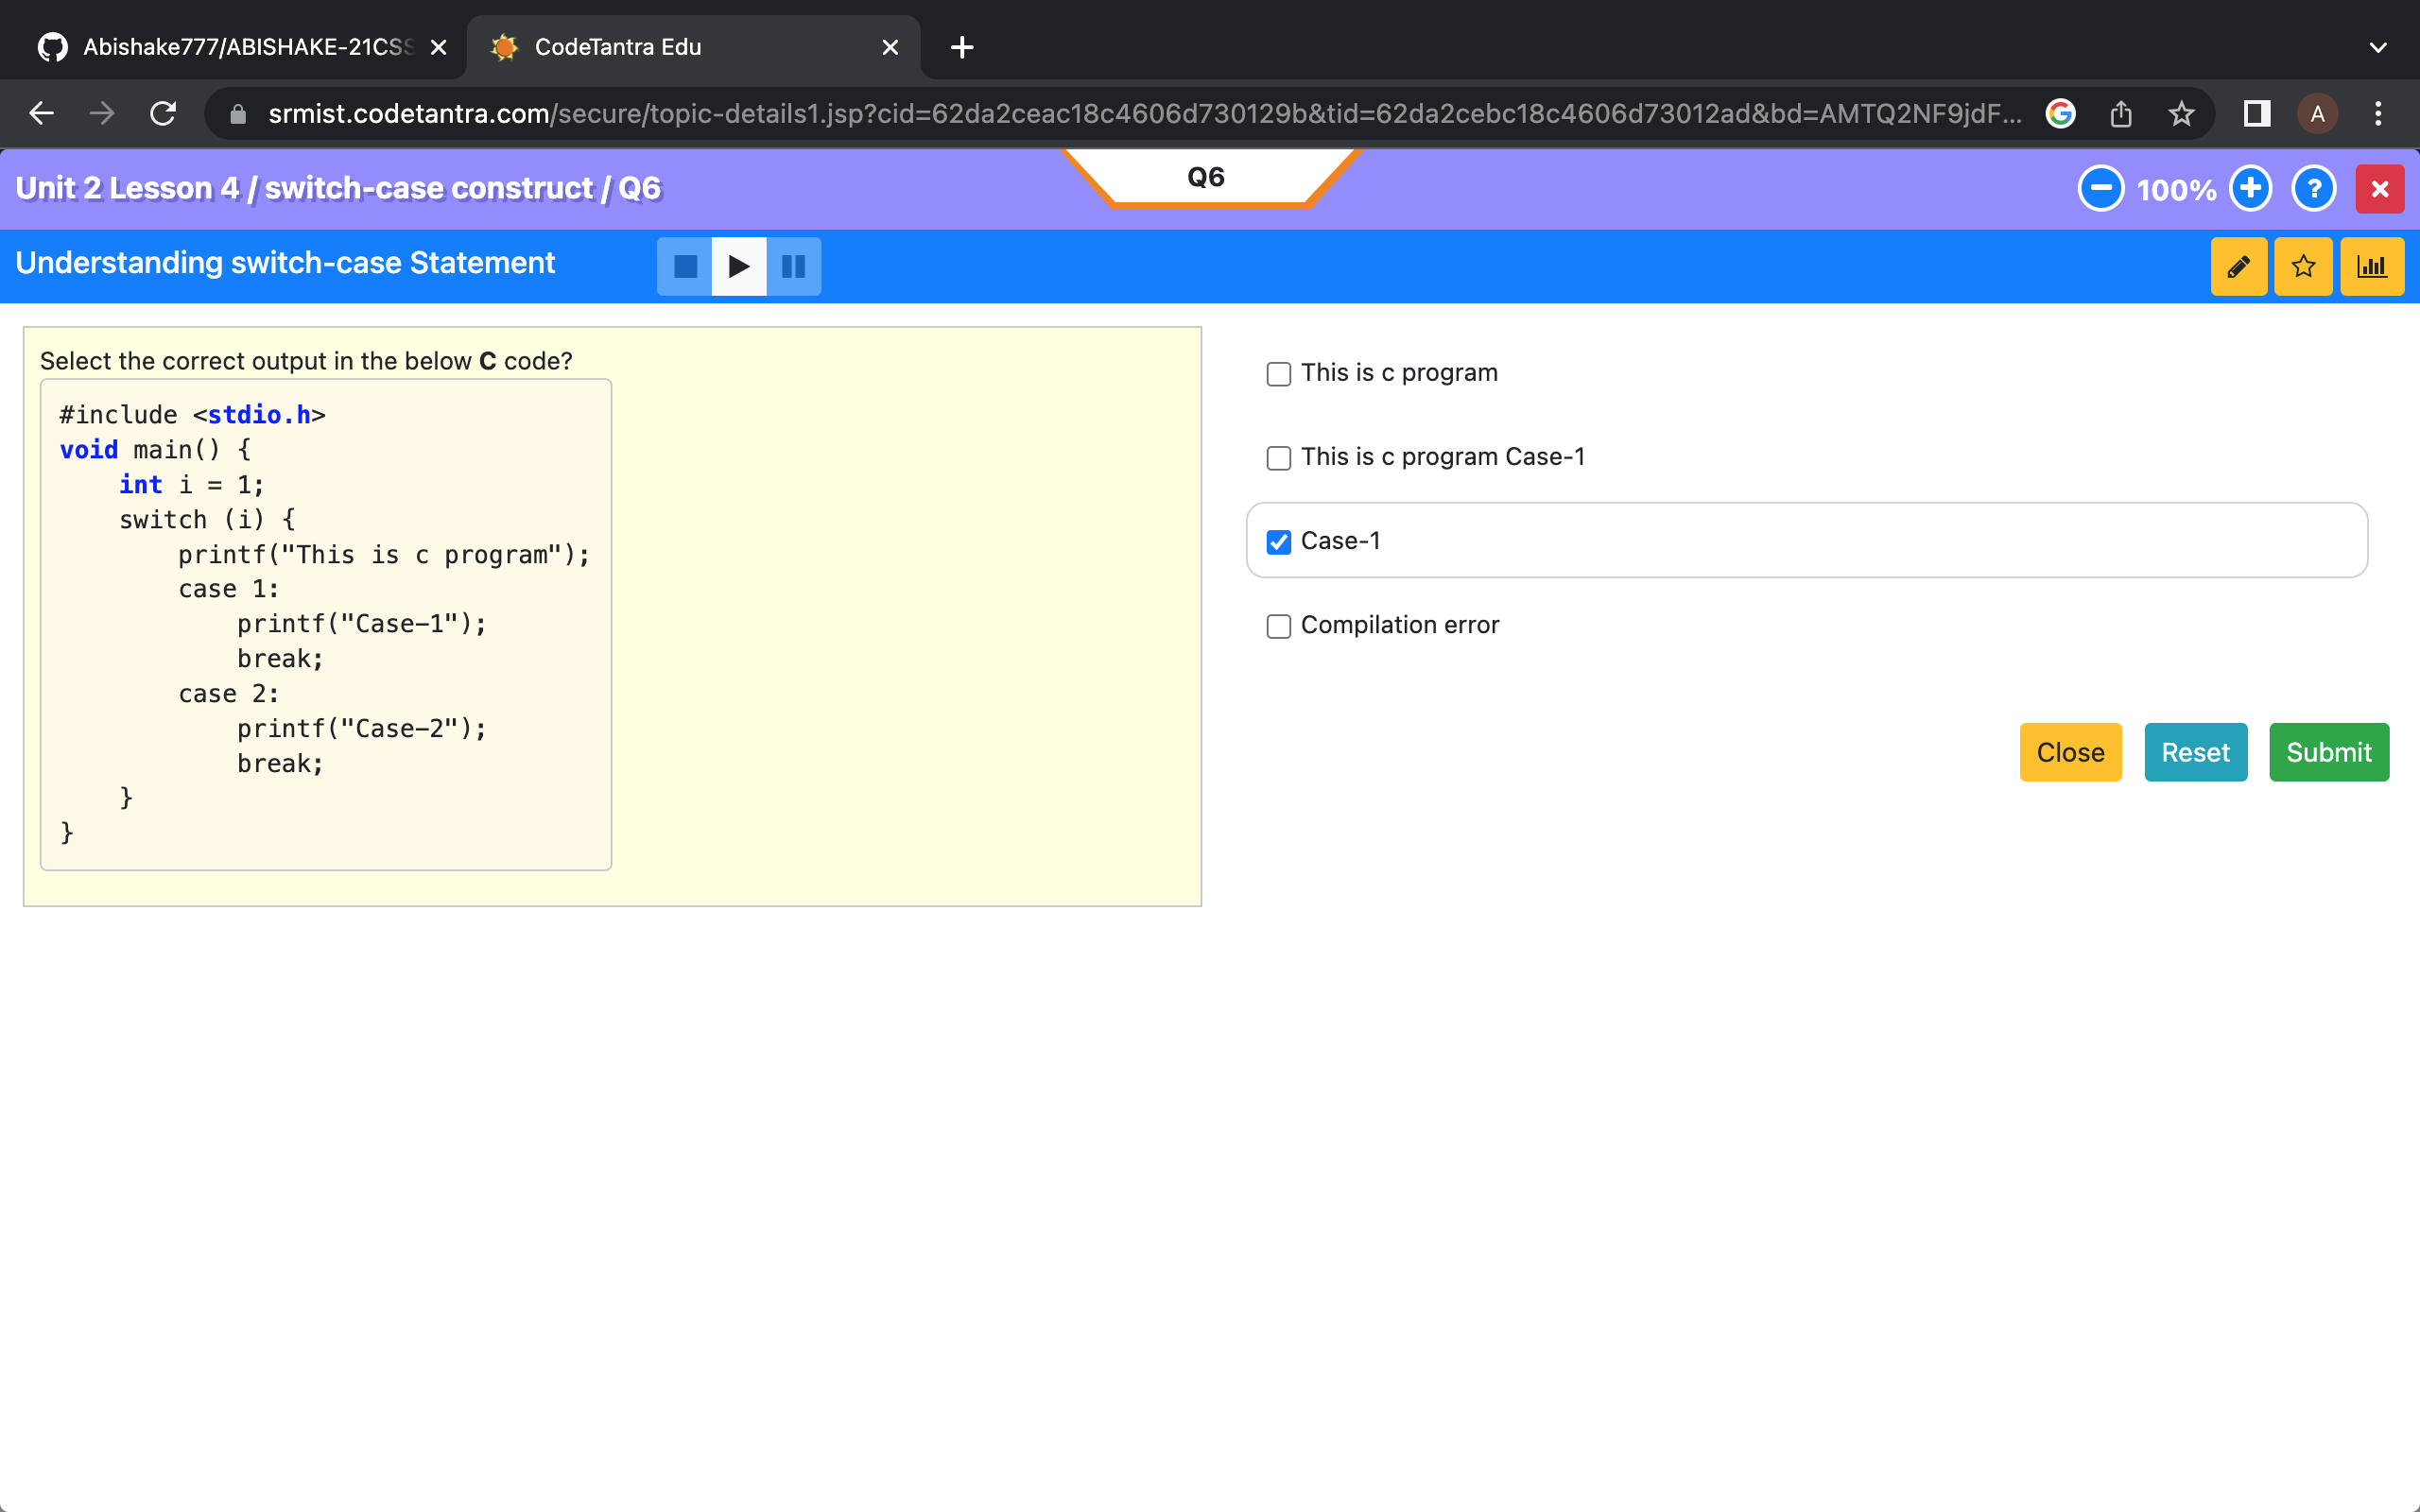 Abishake777/ABISHAKE-21CSS
CodeTantra Edu
srmist.codetantra.com/secure/topic-details1.jsp?cid=62da2ceac18c4606d730129b&tid=62da2cebc18c4606d73012ad&bd=AMTQ2NF9jdF...
A
Unit 2 Lesson 4 / switch-case construct / Q6
Q6
100%
?
Understanding switch-case Statement
Select the correct output in the below C code?
#include <stdio.h>
void main() {
    int i = 1;
    switch (i) {
        printf("This is c program");
        case 1:
            printf("Case-1");
            break;
        case 2:
            printf("Case-2");
            break;
    }
}
This is c program
This is c program Case-1
Case-1
Compilation error
Close
Reset
Submit